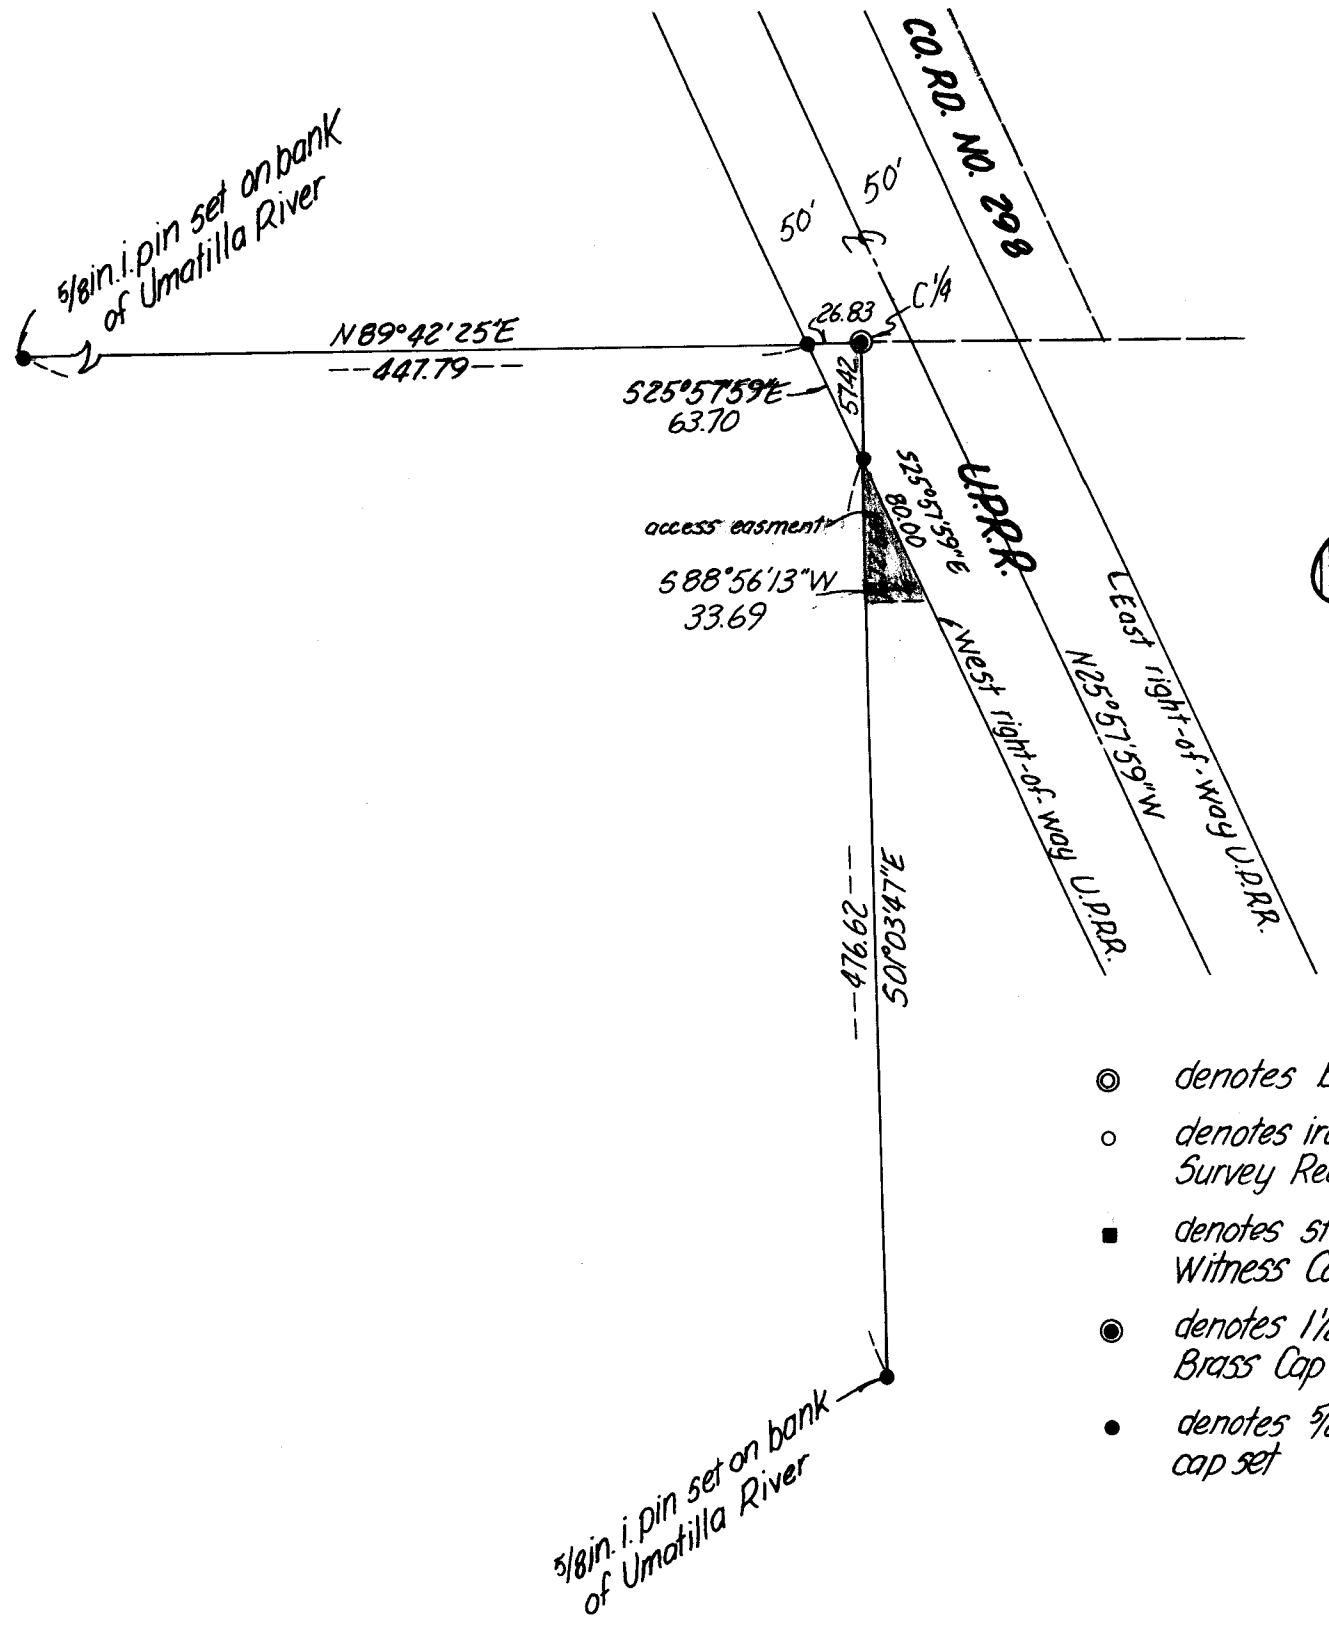 CO. RD. NO. 298
5/8in. i. pin set on bank
of Umatilla River
50'
50'
C 1/4
26.83
N89°42'25"E
447.79
S25°57'59"E
63.70
57.42
S25°57'59"E
80.00
U.P.R.R.
access easment
S88°56'13"W
33.69
West right-of-way U.P.R.R.
N25°57'59"W
East right-of-way U.P.R.R.
476.62
S01°03'47"E
denotes
denotes
Survey
denotes
Witness
denotes
Brass Cap
denotes
cap set
5/8in. i. pin set on bank
of Umatilla River